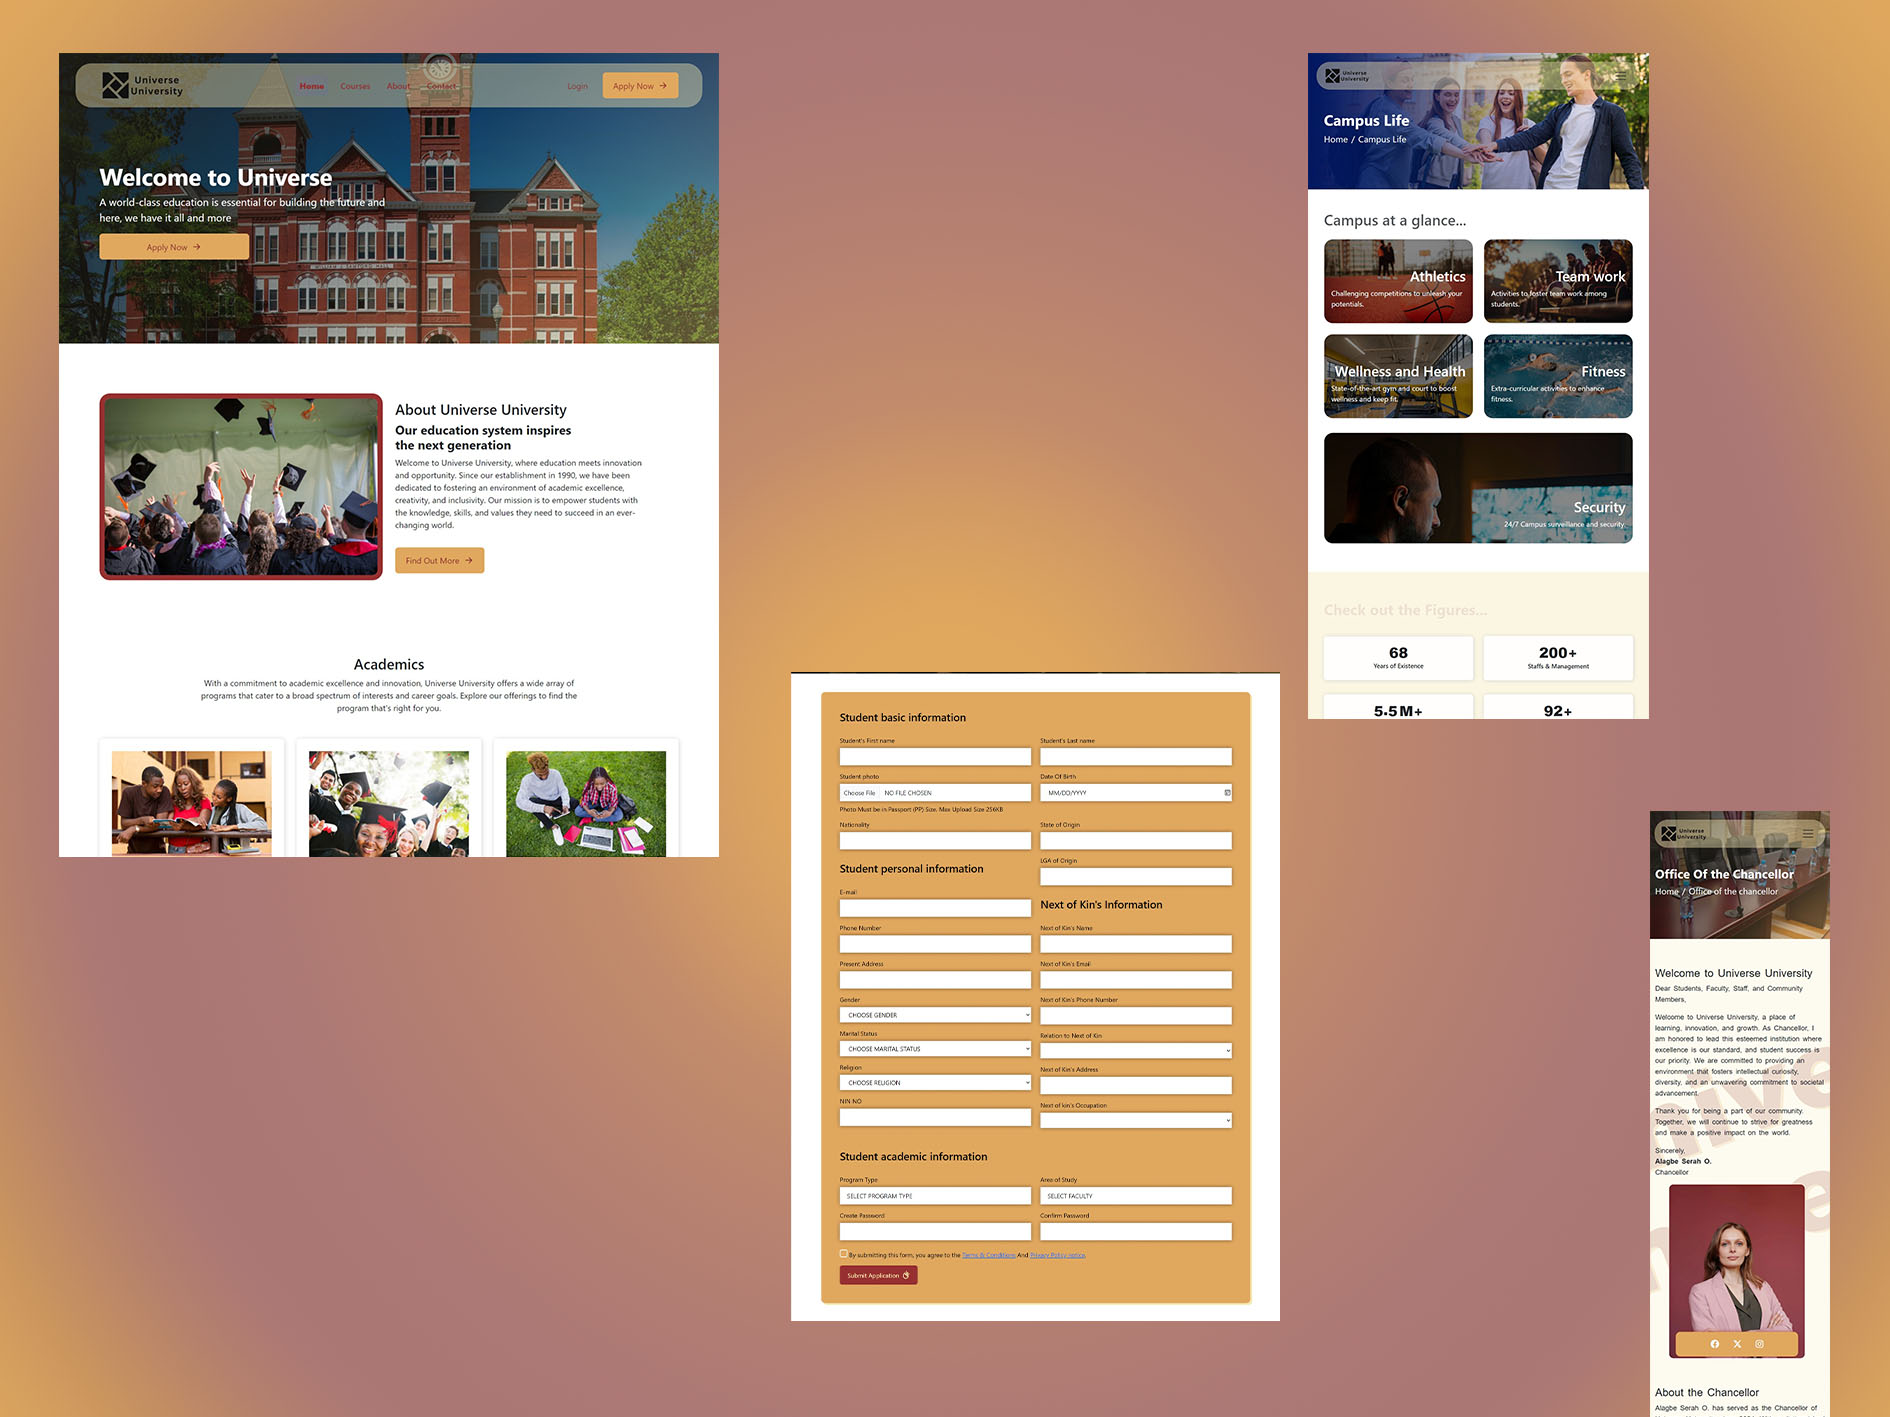 Universe
University
Home
Courses
About
Contact
Login
Apply Now
Welcome to Universe
A world-class education is essential for building the future and
here, we have it all and more
Apply Now
About Universe University
Our education system inspires
the next generation
Welcome to Universe University, where education meets innovation
and opportunity. Since our establishment in 1990, we have been
dedicated to fostering an environment of academic excellence,
creativity, and inclusivity. Our mission is to empower students with
the knowledge, skills, and values they need to succeed in an ever-
changing world.
Find Out More
Academics
With a commitment to academic excellence and innovation, Universe University offers a wide array of
programs that cater to a broad spectrum of interests and career goals. Explore our offerings to find the
program that's right for you.
Student basic information
Student's First name
Student's Last name
Student photo
Date Of Birth
Choose File NO FILE CHOSEN
MM/DD/YYYY
Photo Must be in Passport (PP) Size. Max Upload Size 256KB
Nationality
State of Origin
LGA of Origin
Student personal information
E-mail
Phone Number
Present Address
Gender
CHOOSE GENDER
Marital Status
CHOOSE MARITAL STATUS
Religion
CHOOSE RELIGION
NIN NO
Next of Kin's Information
Next of Kin's Name
Next of Kin's Email
Next of Kin's Phone Number
Relation to Next of Kin
Next of Kin's Address
Next of kin's Occupation
Student academic information
Program Type
Area of Study
SELECT PROGRAM TYPE
SELECT FACULTY
Create Password
Confirm Password
By submitting this form, you agree to the Terms & Conditions And Privacy Policy notice.
Submit Application
Universe
University
Campus Life
Home / Campus Life
Campus at a glance...
Athletics
Challenging competitions to unleash your
potentials.
Team work
Activities to foster team work among
students.
Wellness and Health
State-of-the-art gym and court to boost
wellness and keep fit.
Fitness
Extra-curricular activities to enhance
fitness.
Security
24/7 Campus surveillance and security.
Check out the Figures...
68
Years of Existence
200+
Staffs & Management
5.5M+
92+
Universe
University
Office Of the Chancellor
Home / Office of the chancellor
Welcome to Universe University
Dear Students, Faculty, Staff, and Community
Members,
Welcome to Universe University, a place of
learning, innovation, and growth. As Chancellor, I
am honored to lead this esteemed institution where
excellence is our standard, and student success is
our priority. We are committed to providing an
environment that fosters intellectual curiosity,
diversity, and an unwavering commitment to societal
advancement.
Thank you for being a part of our community.
Together, we will continue to strive for greatness
and make a positive impact on the world.
Sincerely,
Alagbe Serah O.
Chancellor
About the Chancellor
Alagbe Serah O. has served as the Chancellor of